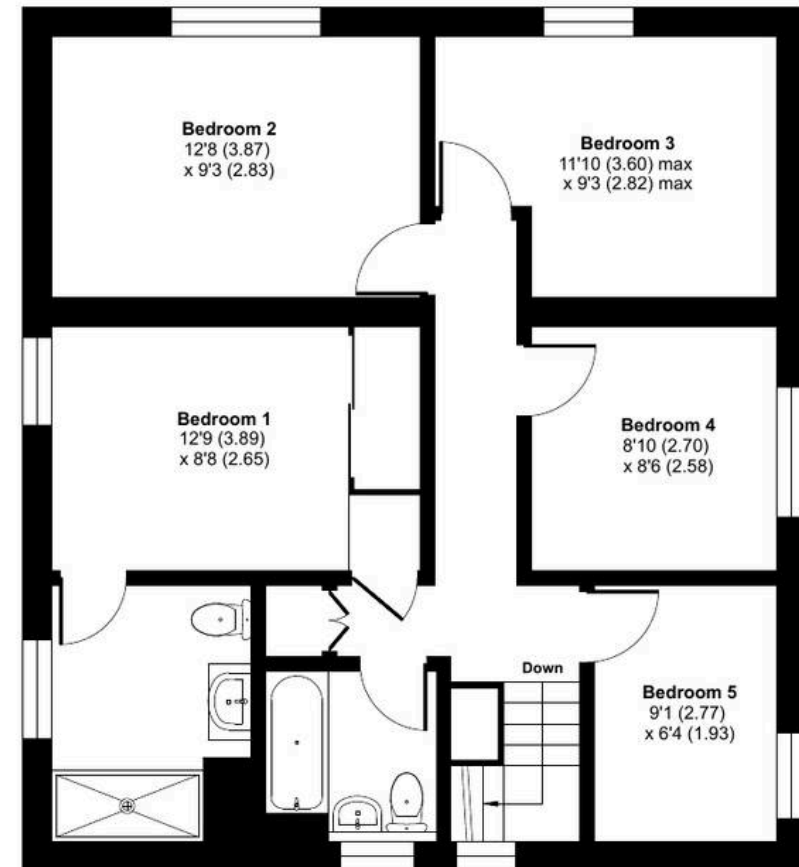 Bedroom 2
12'8 (3.87)
x 9'3 (2.83)
Bedroom 3
11'10 (3.60) max
x 9'3 (2.82) max
Bedroom 1
12'9 (3.89)
x 8'8 (2.65)
Bedroom 4
8'10 (2.70)
x 8'6 (2.58)
Down
Bedroom 5
9'1 (2.77)
x 6'4 (1.93)